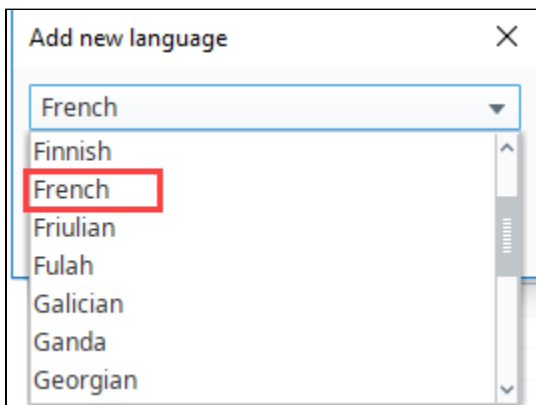 Add new language
French
Finnish
French
Friulian
Fulah
Galician
Ganda
Georgian